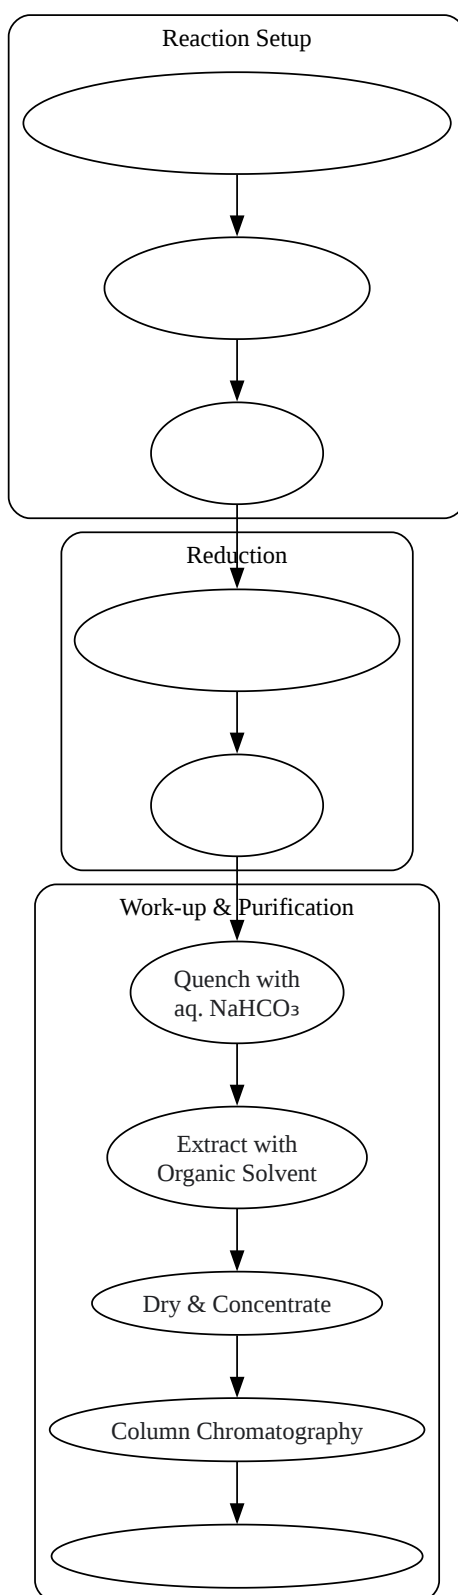 Reaction Setup
Reduction
Work-up & Purification
Quench with
aq. NaHCO₃
Extract with
Organic Solvent
Dry & Concentrate
Column Chromatography